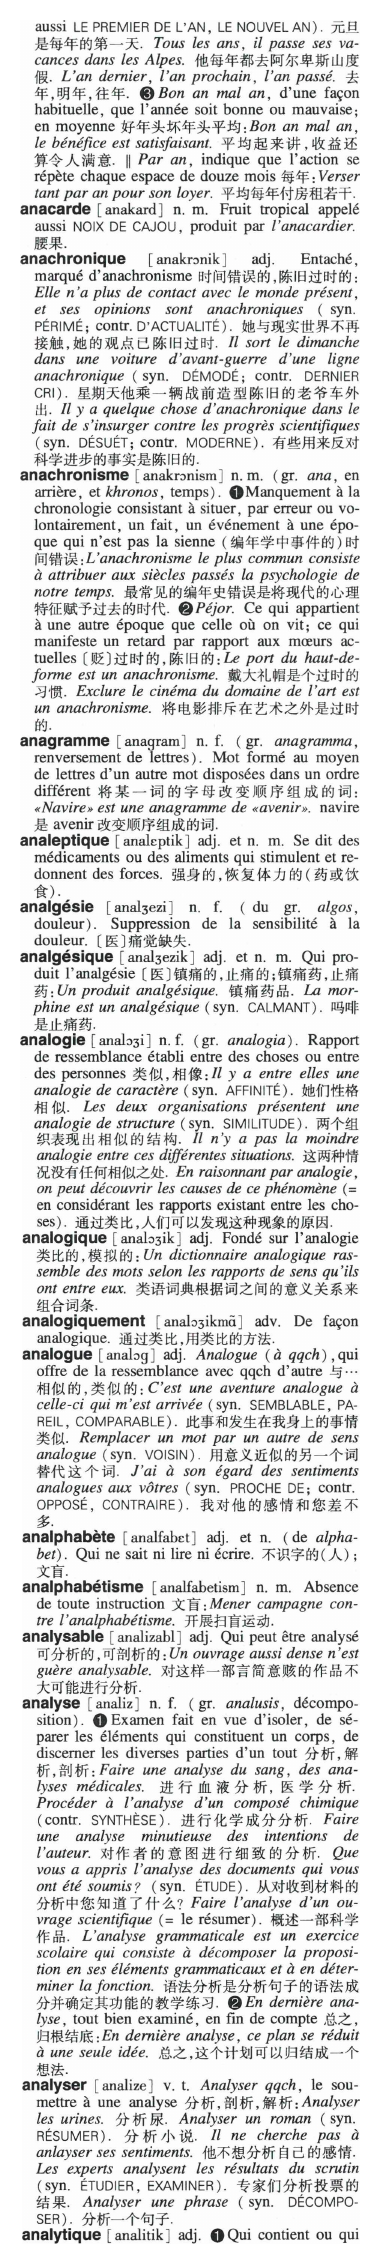 aussi LE PREMIER DE L'AN, LE NOUVEL AN). 元旦
是每年的第一天. Tous les ans, il passe ses va-
cances dans les Alpes. 他每年都去阿尔卑斯山度
假. L'an dernier, l'an prochain, l'an passé. 去
年,明年,往年. ❸ Bon an mal an, d'une façon
habituelle, que l'année soit bonne ou mauvaise;
en moyenne 好年头坏年头平均:Bon an mal an,
le bénéfice est satisfaisant. 平均起来讲,收益还
算令人满意. ‖ Par an, indique que l'action se
répète chaque espace de douze mois 每年:Verser
tant par an pour son loyer. 平均每年付房租若干.
anacarde [anakard] n. m. Fruit tropical appelé
aussi NOIX DE CAJOU, produit par l'anacardier.
腰果.
anachronique [anakrɔnik] adj. Entaché,
marqué d'anachronisme 时间错误的,陈旧过时的:
Elle n'a plus de contact avec le monde présent,
et ses opinions sont anachroniques (syn.
PÉRIMÉ; contr. D'ACTUALITÉ). 她与现实世界不再
接触,她的观点已陈旧过时. Il sort le dimanche
dans une voiture d'avant-guerre d'une ligne
anachronique (syn. DÉMODÉ; contr. DERNIER
CRI). 星期天他乘一辆战前造型陈旧的老爷车外
出. Il y a quelque chose d'anachronique dans le
fait de s'insurger contre les progrès scientifiques
(syn. DÉSUÉT; contr. MODERNE). 有些用来反对
科学进步的事实是陈旧的.
anachronisme [anakrɔnism] n. m. (gr. ana, en
arrière, et khronos, temps). ❶ Manquement à la
chronologie consistant à situer, par erreur ou vo-
lontairement, un fait, un événement à une épo-
que qui n'est pas la sienne (编年学中事件的)时
间错误:L'anachronisme le plus commun consiste
à attribuer aux siècles passés la psychologie de
notre temps. 最常见的编年史错误是将现代的心理
特征赋予过去的时代. ❷ Péjor. Ce qui appartient
à une autre époque que celle où on vit; ce qui
manifeste un retard par rapport aux mœurs ac-
tuelles〔贬〕过时的,陈旧的:Le port du haut-de-
forme est un anachronisme. 戴大礼帽是个过时的
习惯. Exclure le cinéma du domaine de l'art est
un anachronisme. 将电影排斥在艺术之外是过时
的.
anagramme [anagram] n. f. (gr. anagramma,
renversement de lettres). Mot formé au moyen
de lettres d'un autre mot disposées dans un ordre
différent 将某一词的字母改变顺序组成的词:
«Navire» est une anagramme de «avenir». navire
是 avenir 改变顺序组成的词.
analeptique [analɛptik] adj. et n. m. Se dit des
médicaments ou des aliments qui stimulent et re-
donnent des forces. 强身的,恢复体力的(药或饮
食).
analgésie [analʒezi] n. f. (du gr. algos,
douleur). Suppression de la sensibilité à la
douleur.〔医〕痛觉缺失.
analgésique [analʒezik] adj. et n. m. Qui pro-
duit l'analgésie〔医〕镇痛的,止痛的;镇痛药,止痛
药:Un produit analgésique. 镇痛药品. La mor-
phine est un analgésique (syn. CALMANT). 吗啡
是止痛药.
analogie [analɔʒi] n. f. (gr. analogia). Rapport
de ressemblance établi entre des choses ou entre
des personnes 类似,相像:Il y a entre elles une
analogie de caractère (syn. AFFINITÉ). 她们性格
相似. Les deux organisations présentent une
analogie de structure (syn. SIMILITUDE). 两个组
织表现出相似的结构. Il n'y a pas la moindre
analogie entre ces différentes situations. 这两种情
况没有任何相似之处. En raisonnant par analogie,
on peut découvrir les causes de ce phénomène (=
en considérant les rapports existant entre les cho-
ses). 通过类比,人们可以发现这种现象的原因.
analogique [analɔʒik] adj. Fondé sur l'analogie
类比的,模拟的:Un dictionnaire analogique ras-
semble des mots selon les rapports de sens qu'ils
ont entre eux. 类语词典根据词之间的意义关系来
组合词条.
analogiquement [analɔʒikmɑ̃] adv. De façon
analogique. 通过类比,用类比的方法.
analogue [analɔg] adj. Analogue (à qqch), qui
offre de la ressemblance avec qqch d'autre 与…
相似的,类似的:C'est une aventure analogue à
celle-ci qui m'est arrivée (syn. SEMBLABLE, PA-
REIL, COMPARABLE). 此事和发生在我身上的事情
类似. Remplacer un mot par un autre de sens
analogue (syn. VOISIN). 用意义近似的另一个词
替代这个词. J'ai à son égard des sentiments
analogues aux vôtres (syn. PROCHE DE; contr.
OPPOSÉ, CONTRAIRE). 我对他的感情和您差不
多.
analphabète [analfabɛt] adj. et n. (de alpha-
bet). Qui ne sait ni lire ni écrire. 不识字的(人);
文盲.
analphabétisme [analfabetism] n. m. Absence
de toute instruction 文盲:Mener campagne con-
tre l'analphabétisme. 开展扫盲运动.
analysable [analizabl] adj. Qui peut être analysé
可分析的,可剖析的:Un ouvrage aussi dense n'est
guère analysable. 对这样一部言简意赅的作品不
大可能进行分析.
analyse [analiz] n. f. (gr. analusis, décompo-
sition). ❶ Examen fait en vue d'isoler, de sé-
parer les éléments qui constituent un corps, de
discerner les diverses parties d'un tout 分析,解
析,剖析:Faire une analyse du sang, des ana-
lyses médicales. 进行血液分析,医学分析.
Procéder à l'analyse d'un composé chimique
(contr. SYNTHÈSE). 进行化学成分分析. Faire
une analyse minutieuse des intentions de
l'auteur. 对作者的意图进行细致的分析. Que
vous a appris l'analyse des documents qui vous
ont été soumis? (syn. ÉTUDE). 从对收到材料的
分析中您知道了什么? Faire l'analyse d'un ou-
vrage scientifique (= le résumer). 概述一部科学
作品. L'analyse grammaticale est un exercice
scolaire qui consiste à décomposer la proposi-
tion en ses éléments grammaticaux et à en déter-
miner la fonction. 语法分析是分析句子的语法成
分并确定其功能的教学练习. ❷ En dernière ana-
lyse, tout bien examiné, en fin de compte 总之,
归根结底:En dernière analyse, ce plan se réduit
à une seule idée. 总之,这个计划可以归结成一个
想法.
analyser [analize] v. t. Analyser qqch, le sou-
mettre à une analyse 分析,剖析,解析:Analyser
les urines. 分析尿. Analyser un roman (syn.
RÉSUMER). 分析小说. Il ne cherche pas à
anlayser ses sentiments. 他不想分析自己的感情.
Les experts analysent les résultats du scrutin
(syn. ÉTUDIER, EXAMINER). 专家们分析投票的
结果. Analyser une phrase (syn. DÉCOMPO-
SER). 分析一个句子.
analytique [analitik] adj. ❶ Qui contient ou qui